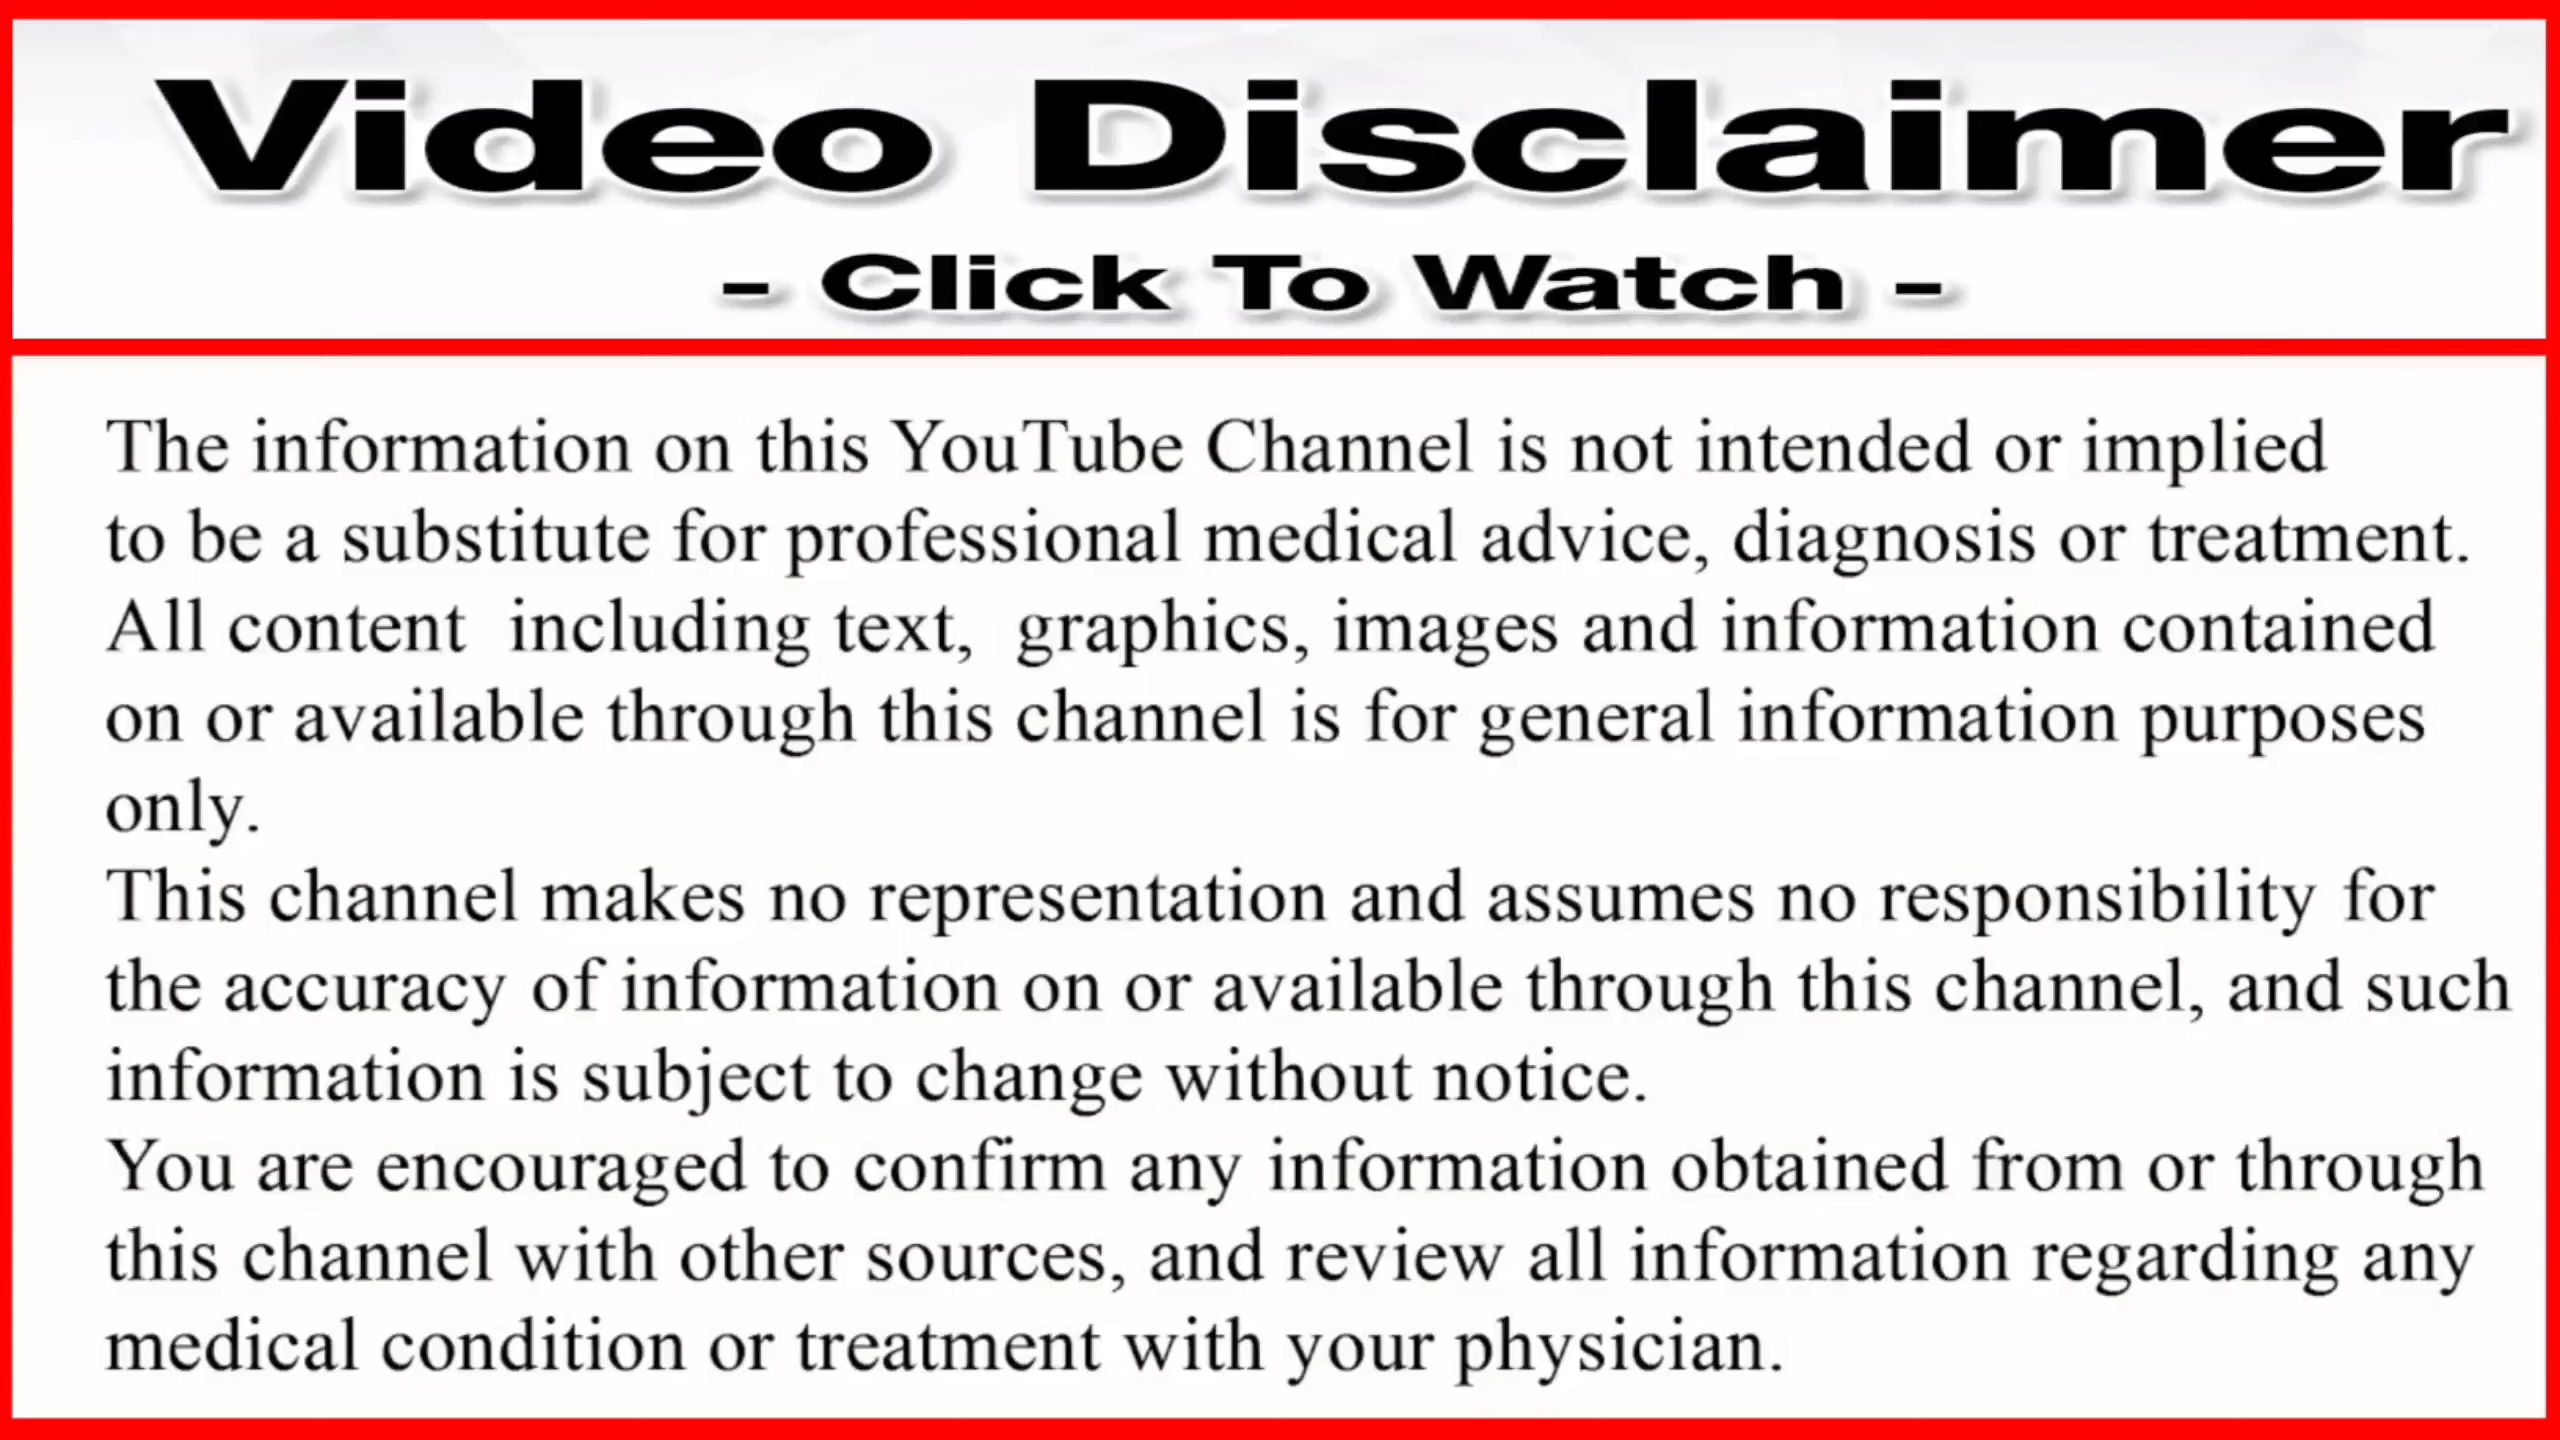 Video Disclaimer
- Click To Watch -
The information on this YouTube Channel is not intended or implied
to be a substitute for professional medical advice, diagnosis or treatment.
All content  including text,  graphics, images and information contained
on or available through this channel is for general information purposes
only.
This channel makes no representation and assumes no responsibility for
the accuracy of information on or available through this channel, and such
information is subject to change without notice.
You are encouraged to confirm any information obtained from or through
this channel with other sources, and review all information regarding any
medical condition or treatment with your physician.